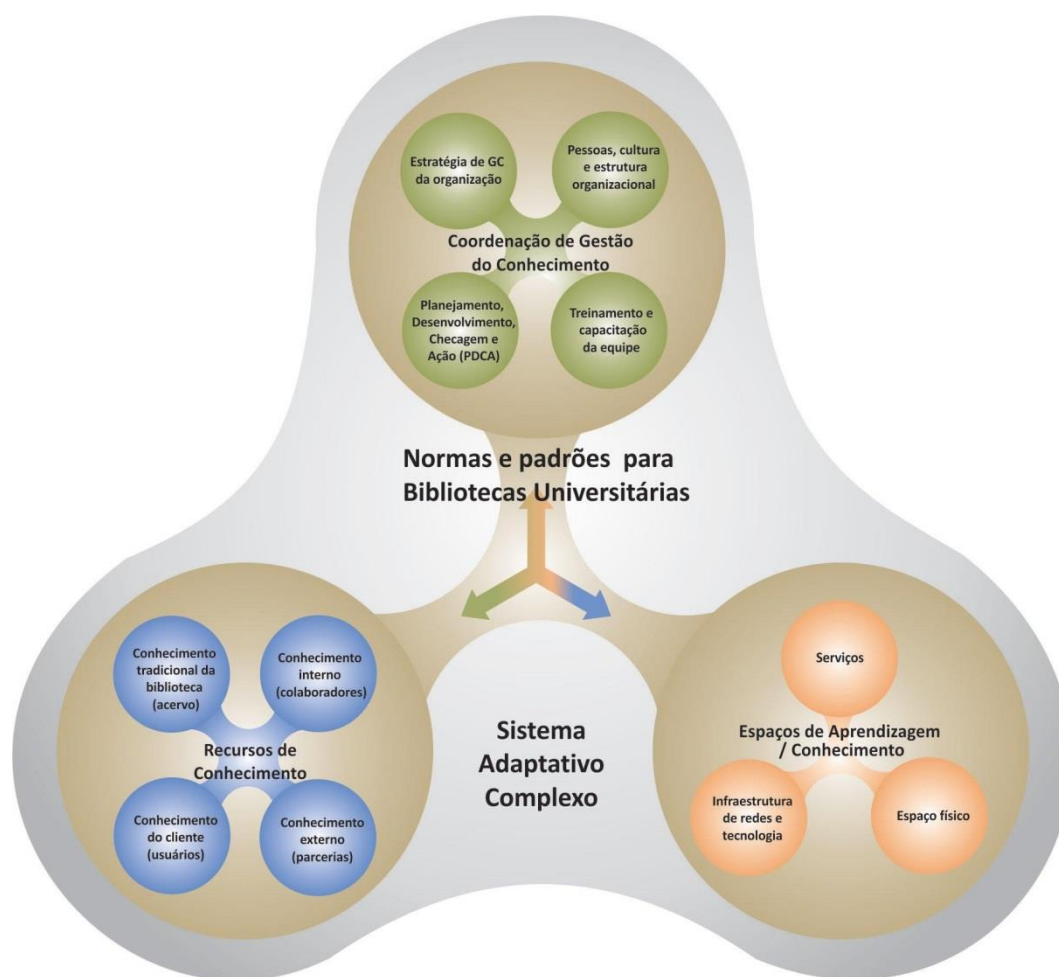 Estratégia de GC
da organização
Pessoas, cultura
e estrutura
organizacional
Coordenação de Gestão
do Conhecimento
Planejamento,
Desenvolvimento,
Checagem e
Ação (PDCA)
Treinamento e
capacitação
da equipe
Normas e padrões para
Bibliotecas Universitárias
Conhecimento
tradicional da
biblioteca
(acervo)
Conhecimento
interno
(colaboradores)
Recursos de
Conhecimento
Conhecimento
do cliente
(usuários)
Conhecimento
externo
(parcerias)
Sistema
Adaptativo
Complexo
Serviços
Espaços de Aprendizagem
/ Conhecimento
Infraestrutura
de redes e
tecnologia
Espaço físico